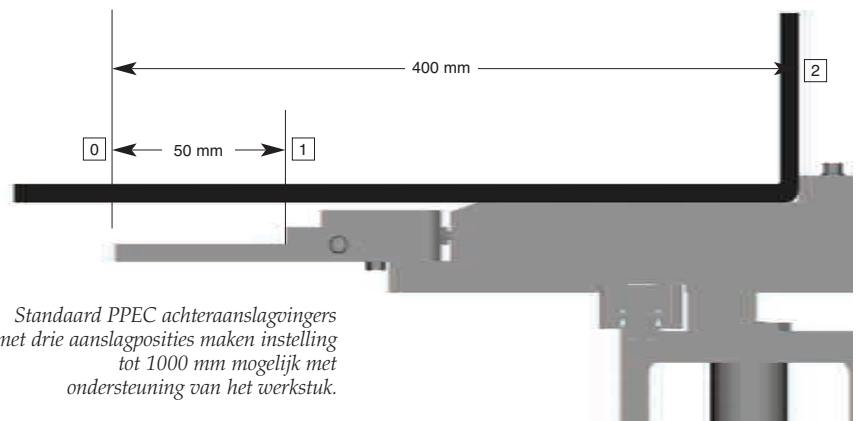 400 mm
2
0
50 mm
1
Standaard PPEC achteraanslagvingers
met drie aanslagposities maken instelling
tot 1000 mm mogelijk met
ondersteuning van het werkstuk.